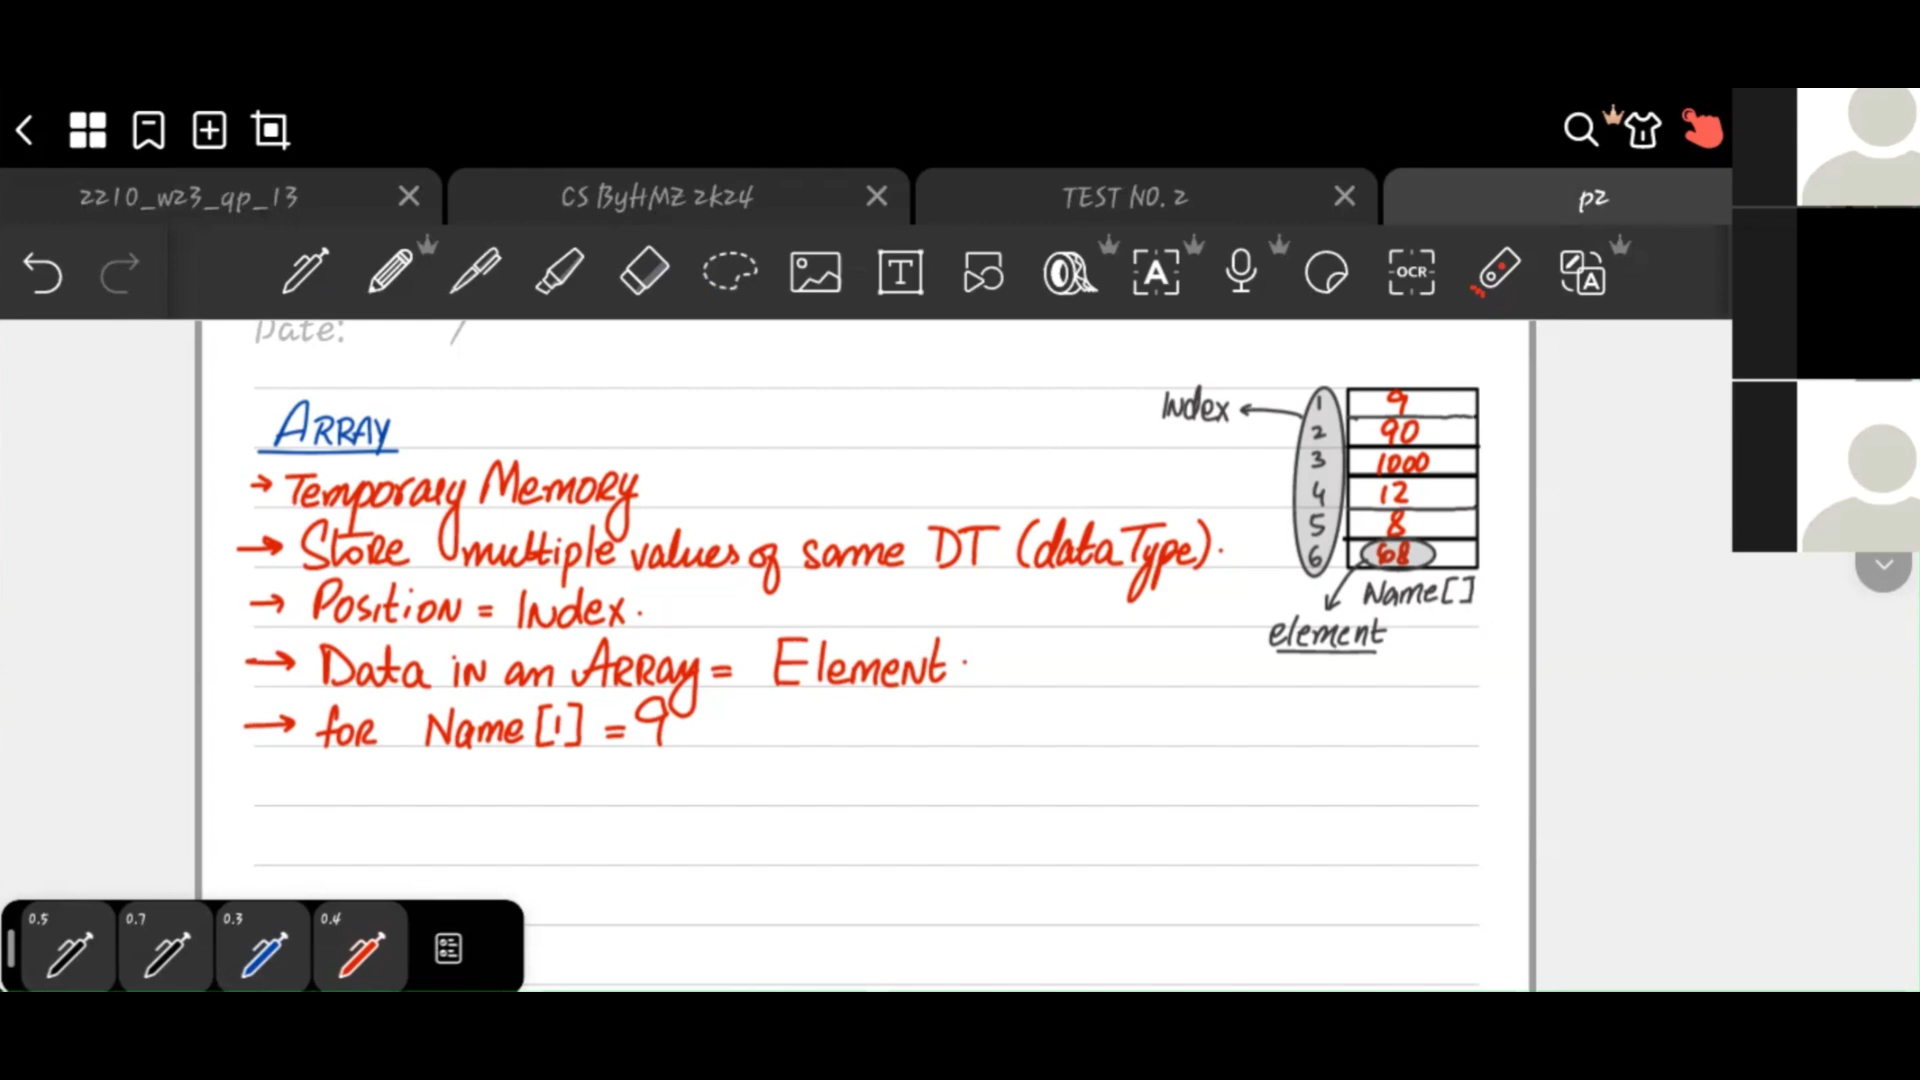 2210_w23_qp_13
CS ByHMZ 2k24
TEST NO. 2
p2
T
A
OCR
A
Date: /
ARRAY
→ Temporary Memory
→ Store multiple values of same DT (data Type).
→ Position = Index.
→ Data in an Array = Element.
→ for Name[1] = 9
Index
1 9
2 90
3 1000
4 12
5 8
6
Name[]
element
0.5 0.7 0.3 0.4